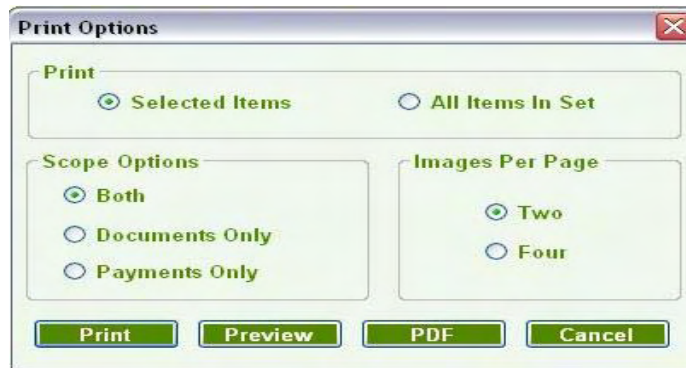 Print Options
Print
Selected Items All Items In Set
Scope Options
Both
Documents Only
Payments Only
Images Per Page
Two
Four
Print Preview PDF Cancel